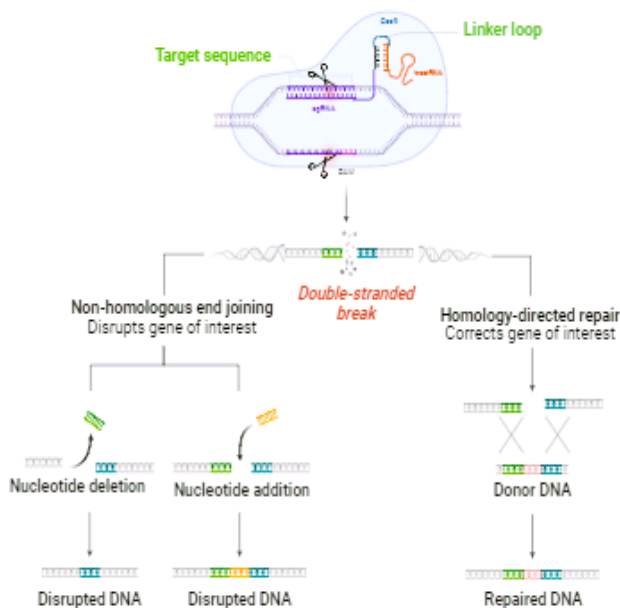 Cas9
Linker loop
Target sequence
tracrRNA
sgRNA
Double-stranded
break
Non-homologous end joining
Disrupts gene of interest
Homology-directed repair
Corrects gene of interest
Nucleotide deletion
Nucleotide addition
Donor DNA
Disrupted DNA
Disrupted DNA
Repaired DNA